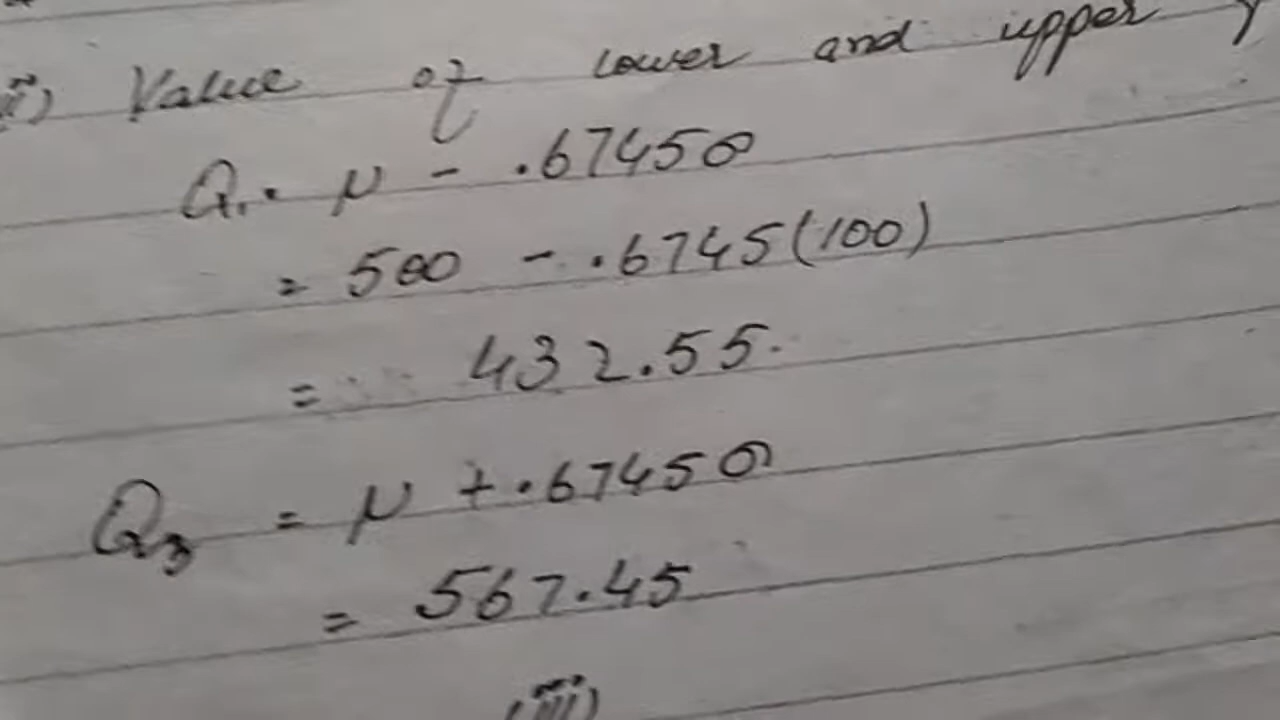 (ii) Value of lower and upper
Q₁ = μ - .6745σ
= 500 - .6745(100)
= 432.55.
Q₃ = μ + .6745σ
= 567.45
(iii)